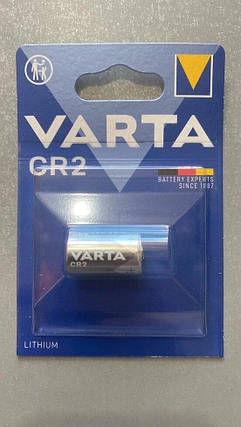 VARTA
CR2
BATTERY EXPERTS
SINCE 1887
VARTA
CR2
LITHIUM